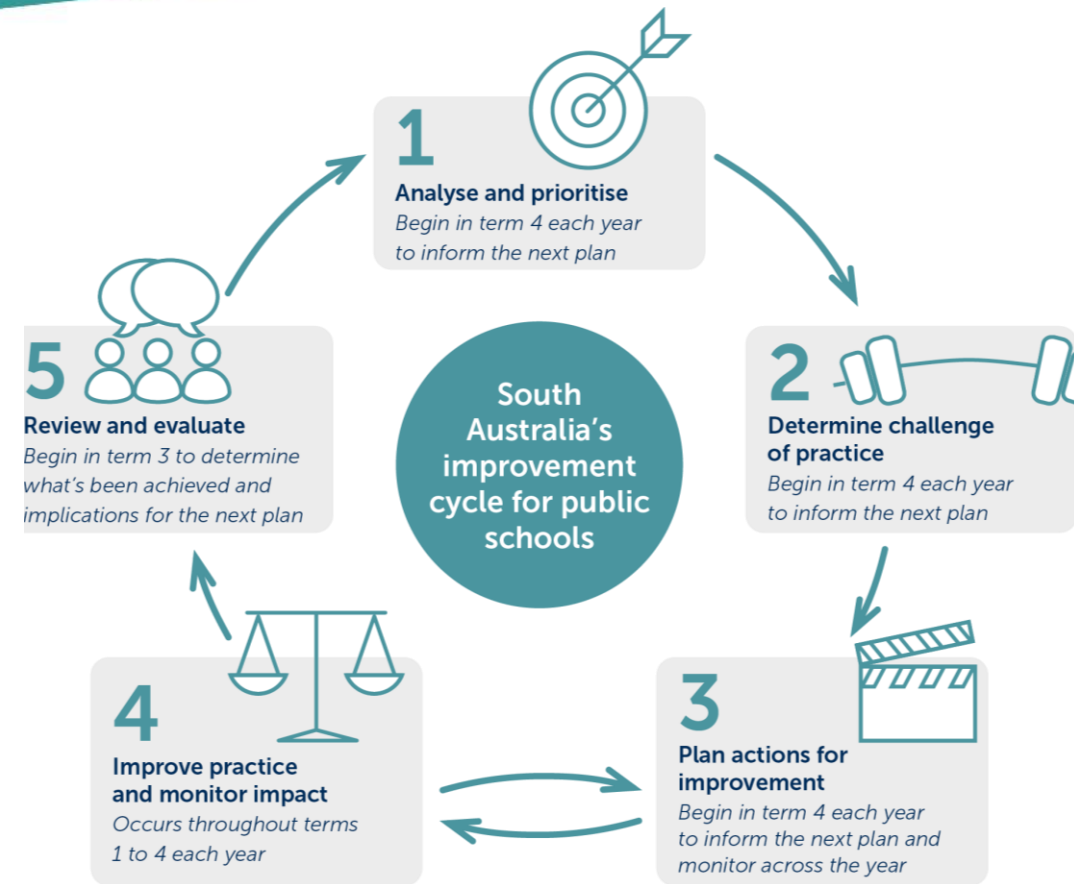 1
Analyse and prioritise
Begin in term 4 each year
to inform the next plan
2
Determine challenge
of practice
Begin in term 4 each year
to inform the next plan
3
Plan actions for
improvement
Begin in term 4 each year
to inform the next plan and
monitor across the year
4
Improve practice
and monitor impact
Occurs throughout terms
1 to 4 each year
5
Review and evaluate
Begin in term 3 to determine
what's been achieved and
implications for the next plan
South
Australia's
improvement
cycle for public
schools